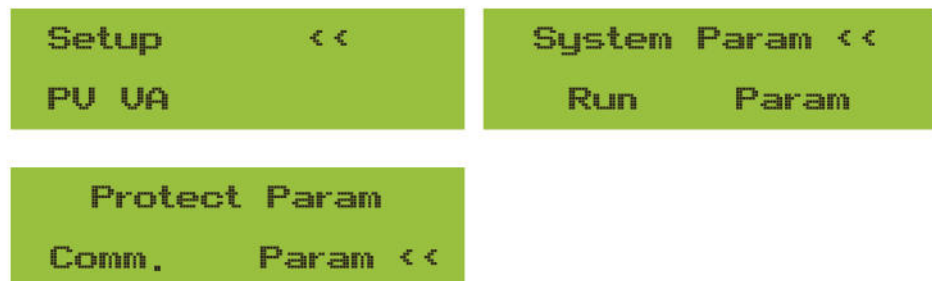 Setup <<
PV VA
System Param <<
Run Param
Protect Param
Comm. Param <<